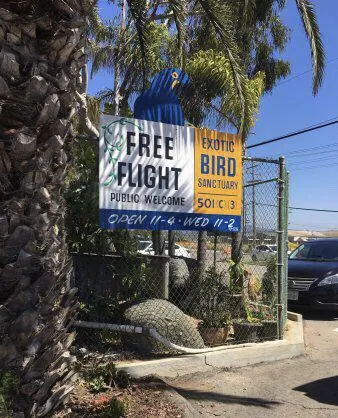 FREE
FLIGHT
PUBLIC WELCOME
EXOTIC
BIRD
SANCTUARY
501(C)(3)
OPEN 11-4 · WED 11-2